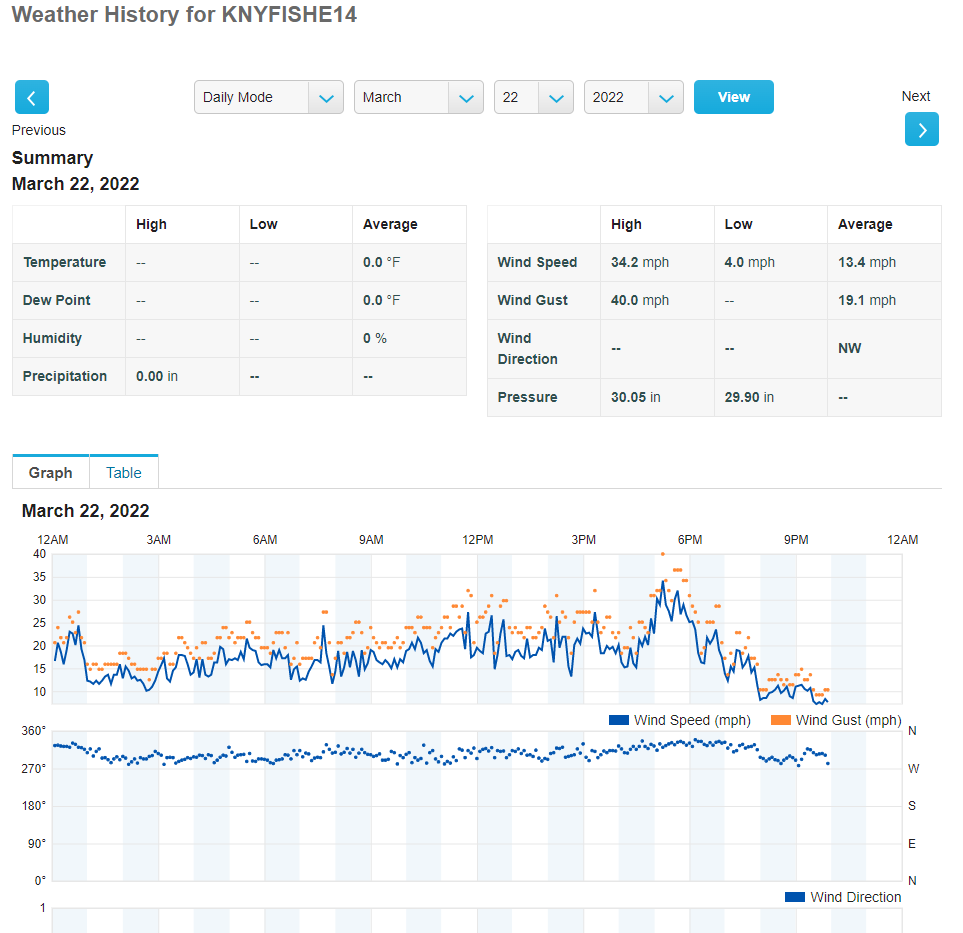 Weather History for KNYFISHE14
Daily Mode March 22 2022 View
Next
Previous
Summary
March 22, 2022
High Low Average
Temperature -- -- 0.0 °F
Dew Point -- -- 0.0 °F
Humidity -- -- 0 %
Precipitation 0.00 in -- --
High Low Average
Wind Speed 34.2 mph 4.0 mph 13.4 mph
Wind Gust 40.0 mph -- 19.1 mph
Wind
Direction -- -- NW
Pressure 30.05 in 29.90 in --
Graph Table
March 22, 2022
12AM 3AM 6AM 9AM 12PM 3PM 6PM 9PM 12AM
40
35
30
25
20
15
10
Wind Speed (mph) Wind Gust (mph)
360° N
270° W
180° S
90° E
0° N
Wind Direction
1